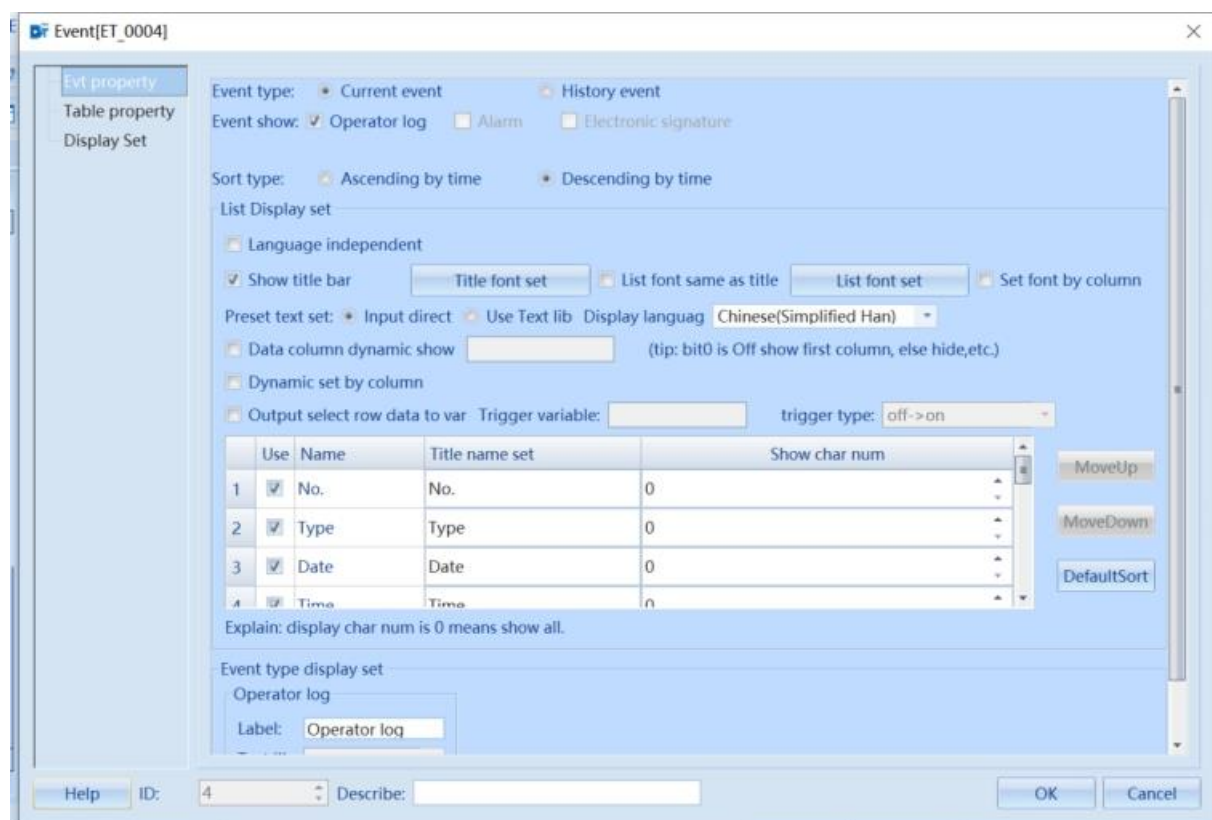 Event[ET_0004]
Evt property
Table property
Display Set
Event type: Current event History event
Event show: Operator log Alarm Electronic signature
Sort type: Ascending by time Descending by time
List Display set
Language independent
Show title bar Title font set List font same as title List font set Set font by column
Preset text set: Input direct Use Text lib Display languag Chinese(Simplified Han)
Data column dynamic show (tip: bit0 is Off show first column, else hide,etc.)
Dynamic set by column
Output select row data to var Trigger variable: trigger type: off->on
Use Name Title name set Show char num
1 No. No. 0
2 Type Type 0
3 Date Date 0
4 Time Time 0
MoveUp
MoveDown
DefaultSort
Explain: display char num is 0 means show all.
Event type display set
Operator log
Label: Operator log
Help ID: 4 Describe: OK Cancel